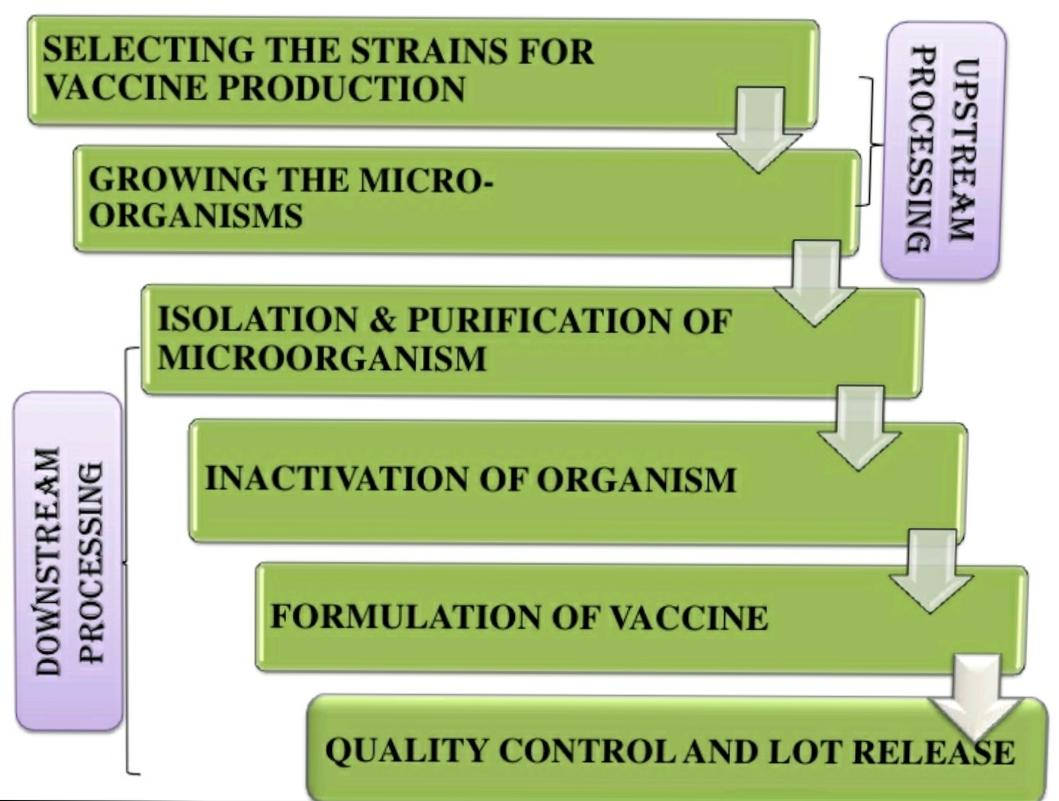 SELECTING THE STRAINS FOR
VACCINE PRODUCTION
UPSTREAM
PROCESSING
GROWING THE MICRO-
ORGANISMS
ISOLATION & PURIFICATION OF
MICROORGANISM
INACTIVATION OF ORGANISM
DOWNSTREAM
PROCESSING
FORMULATION OF VACCINE
QUALITY CONTROL AND LOT RELEASE